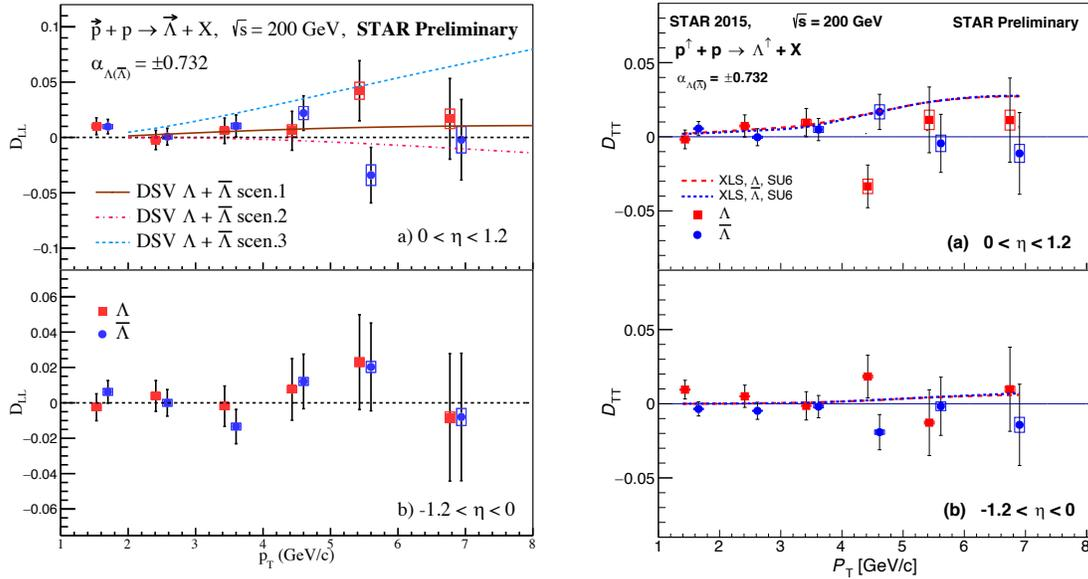 p + p → Λ + X, √s = 200 GeV, STAR Preliminary
α_Λ(Λ̅) = ±0.732
0.1
0.05
0
−0.05
−0.1
D_LL
DSV Λ + Λ̅ scen.1
DSV Λ + Λ̅ scen.2
DSV Λ + Λ̅ scen.3
a) 0 < η < 1.2
0.06
0.04
0.02
0
−0.02
−0.04
−0.06
D_LL
Λ
Λ̅
b) -1.2 < η < 0
1 2 3 4 5 6 7 8
p_T (GeV/c)
STAR 2015, √s = 200 GeV STAR Preliminary
p↑ + p → Λ↑ + X
α_Λ(Λ̅) = ±0.732
0.05
0
−0.05
D_TT
XLS, Λ, SU6
XLS, Λ̅, SU6
Λ
Λ̅
(a) 0 < η < 1.2
0.05
0
−0.05
D_TT
(b) -1.2 < η < 0
1 2 3 4 5 6 7 8
P_T [GeV/c]